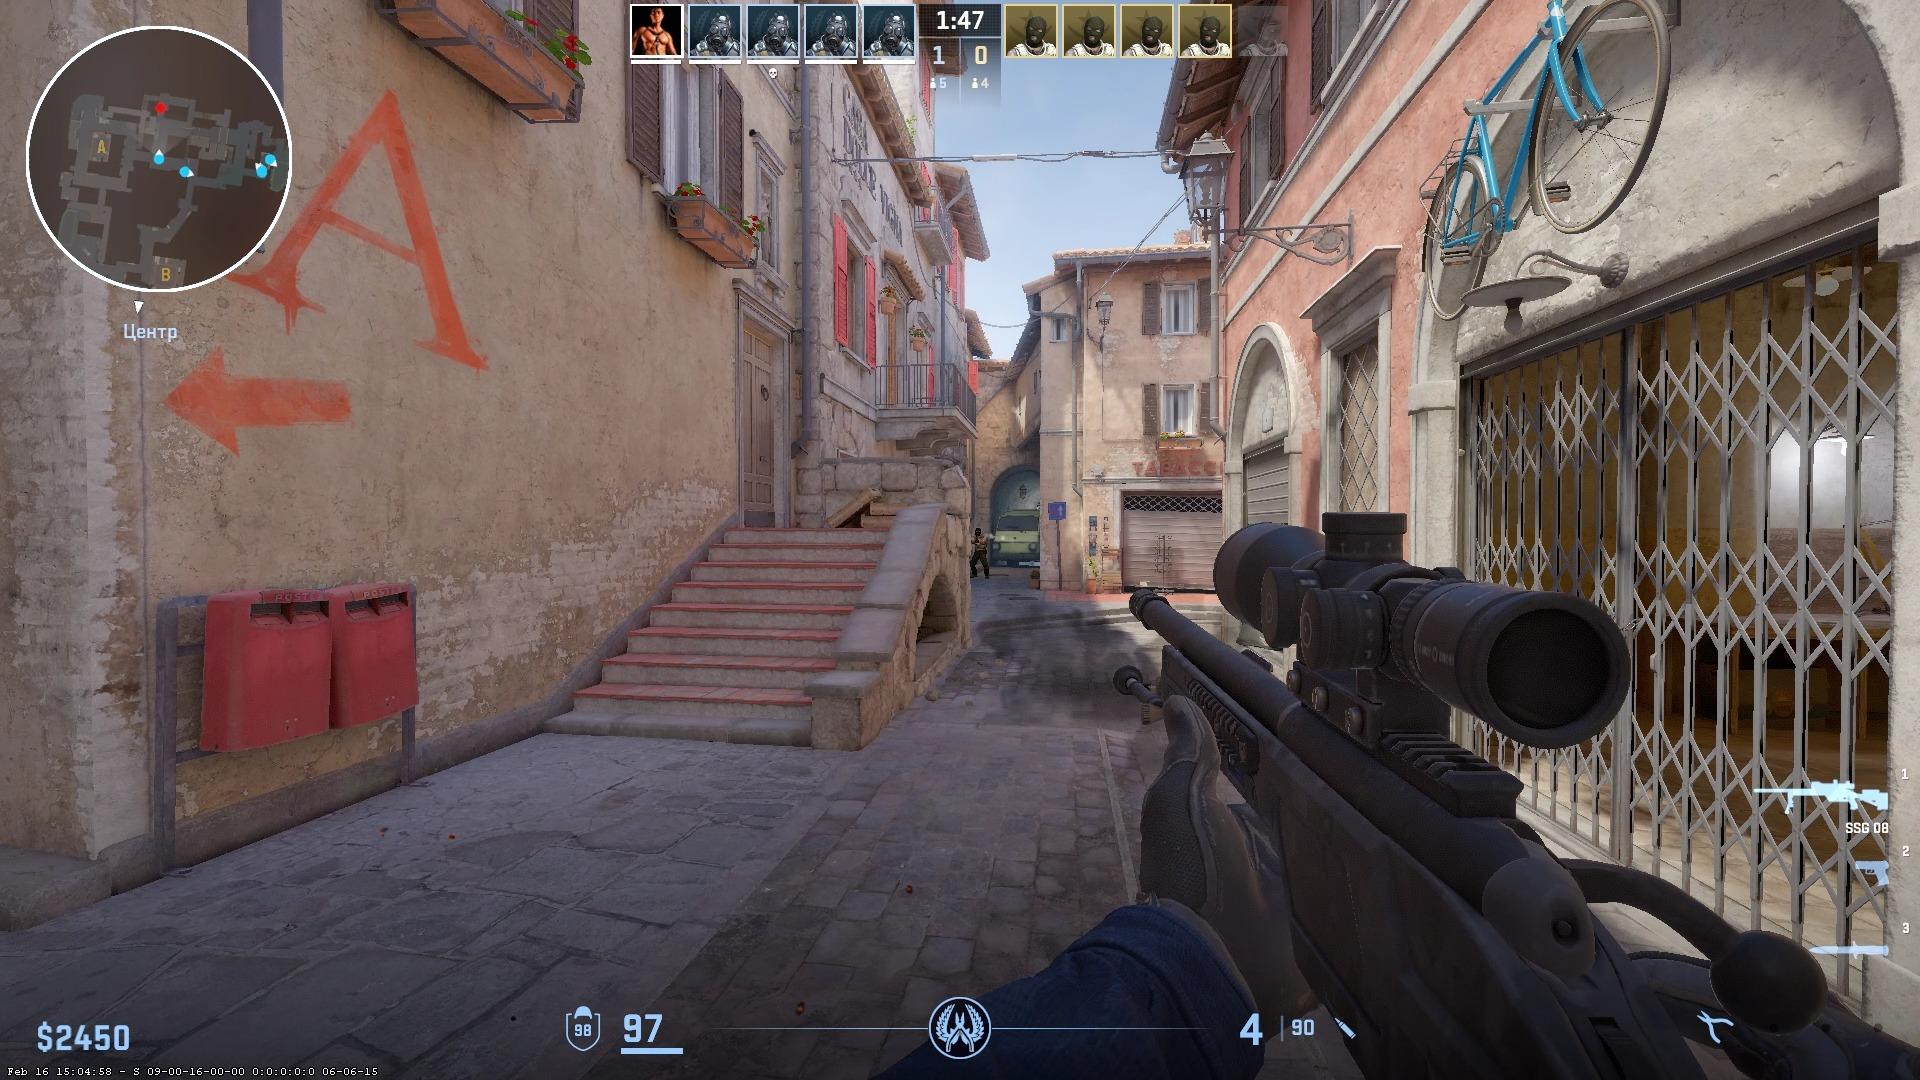 1:47
1 0
5 4
A
B
Центр
A
POSTE
POSTE
TABACCHI
1
SSG 08
2
3
$2450
98
97
4 | 90
Feb 16 15:04:58 - S 09-00-16-00-00 0:0:0:0:0 06-06-15